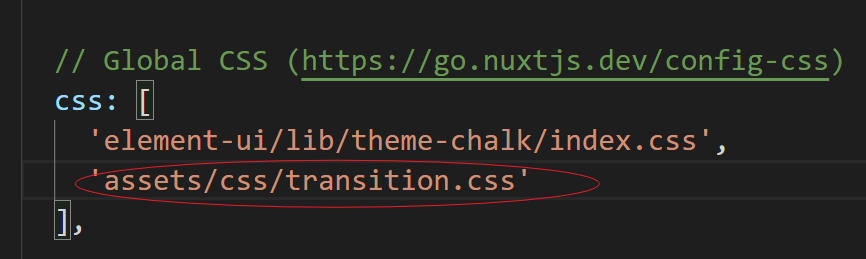 // Global CSS (https://go.nuxtjs.dev/config-css)
css: [
'element-ui/lib/theme-chalk/index.css',
'assets/css/transition.css'
],